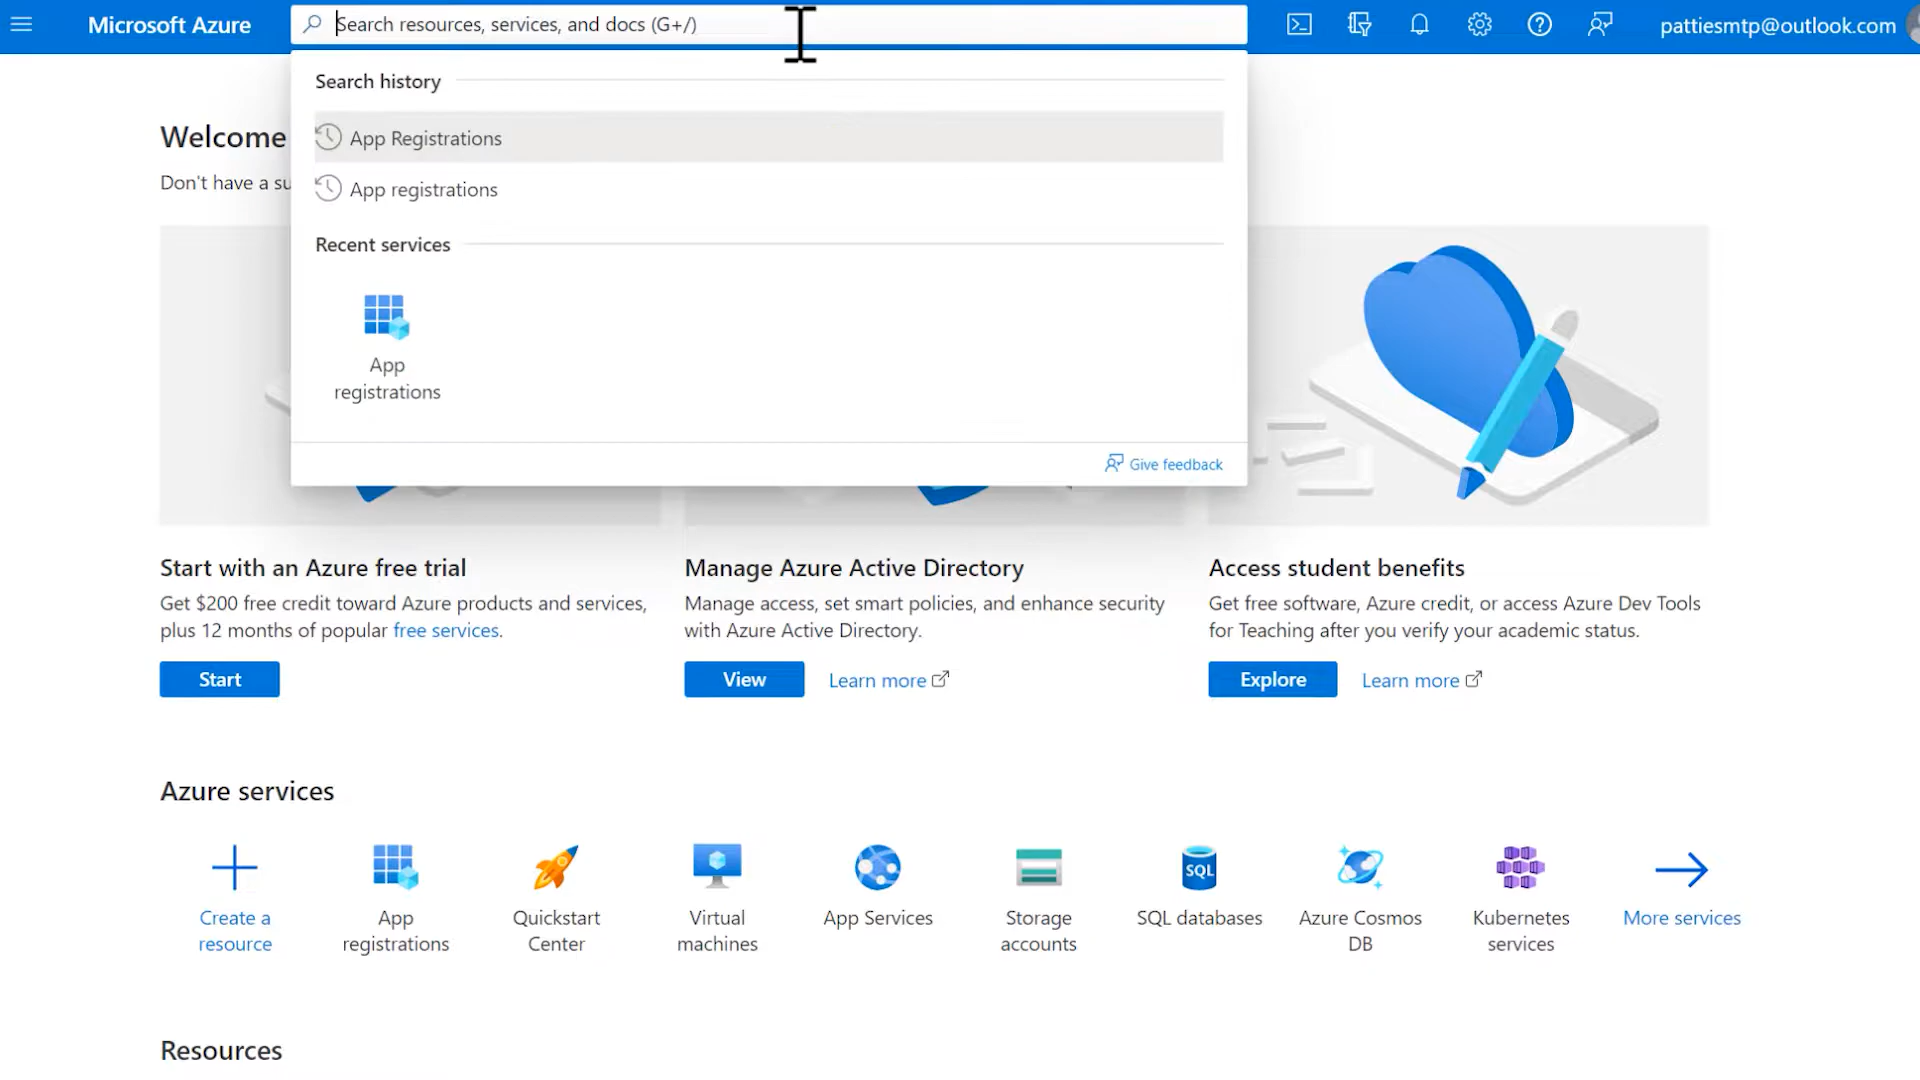 Microsoft Azure
Search resources, services, and docs (G+/)
pattiesmtp@outlook.com
Search history
App Registrations
App registrations
Recent services
App
registrations
Give feedback
Welcome
Don't have a su
Start with an Azure free trial
Get $200 free credit toward Azure products and services,
plus 12 months of popular free services.
Start
Manage Azure Active Directory
Manage access, set smart policies, and enhance security
with Azure Active Directory.
View
Learn more
Access student benefits
Get free software, Azure credit, or access Azure Dev Tools
for Teaching after you verify your academic status.
Explore
Learn more
Azure services
Create a
resource
App
registrations
Quickstart
Center
Virtual
machines
App Services
Storage
accounts
SQL
SQL databases
Azure Cosmos
DB
Kubernetes
services
More services
Resources